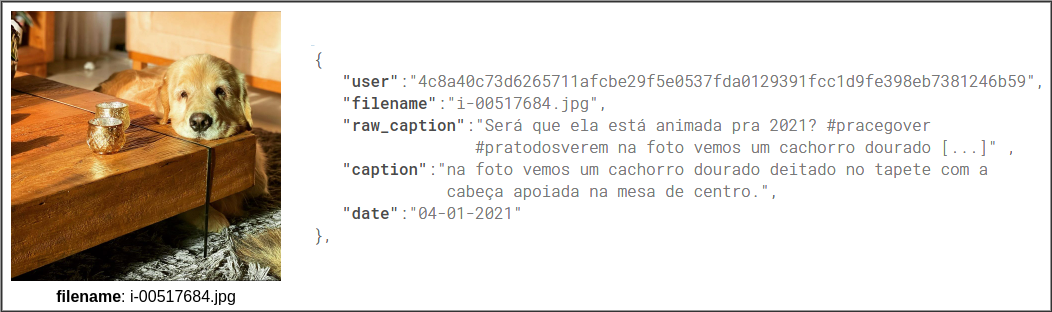 {
"user":"4c8a40c73d6265711afcbe29f5e0537fda0129391fcc1d9fe398eb7381246b59",
"filename":"i-00517684.jpg",
"raw_caption":"Será que ela está animada pra 2021? #pracegover
#pratodosverem na foto vemos um cachorro dourado [...]" ,
"caption":"na foto vemos um cachorro dourado deitado no tapete com a
cabeça apoiada na mesa de centro.",
"date":"04-01-2021"
},
filename: i-00517684.jpg